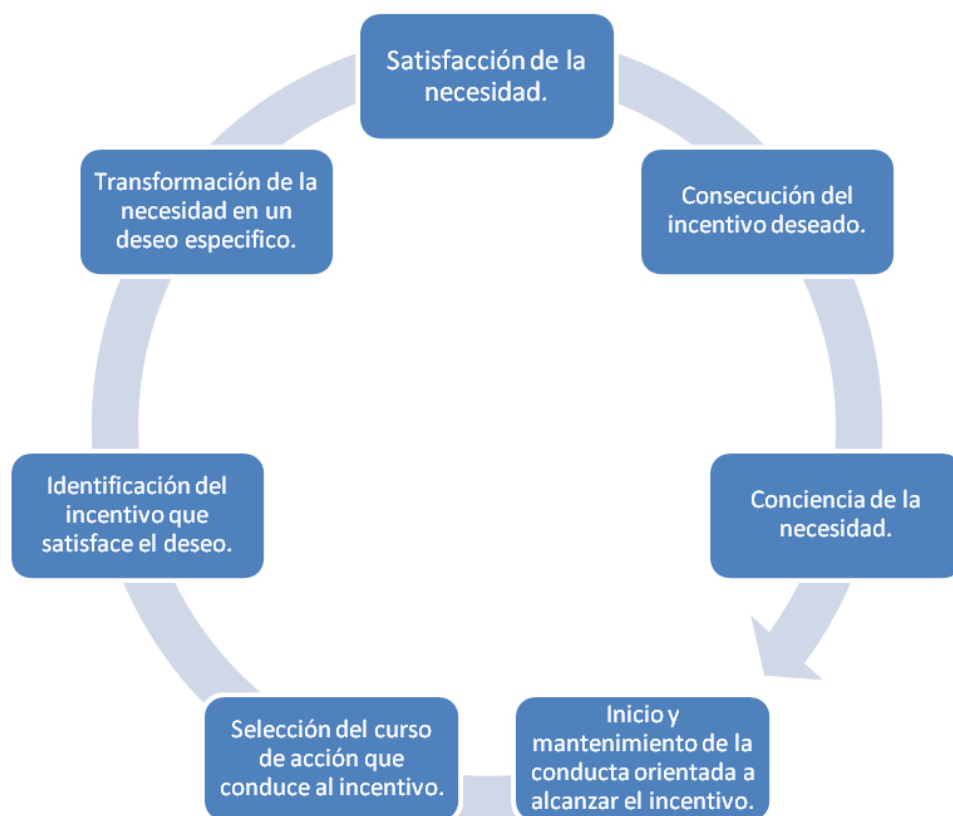 Satisfacción de la
necesidad.
Consecución del
incentivo deseado.
Conciencia de la
necesidad.
Inicio y
mantenimiento de la
conducta orientada a
alcanzar el incentivo.
Selección del curso
de acción que
conduce al incentivo.
Identificación del
incentivo que
satisface el deseo.
Transformación de la
necesidad en un
deseo especifico.